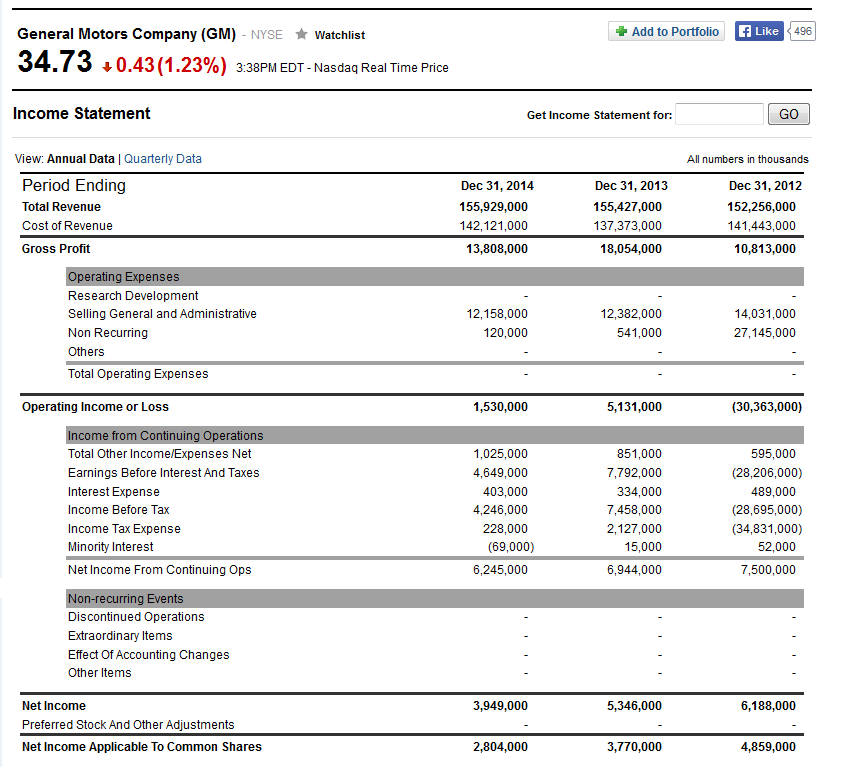 General Motors Company (GM) - NYSE ★ Watchlist Add to Portfolio Like 496
34.73 0.43(1.23%) 3:38PM EDT - Nasdaq Real Time Price
Income Statement Get Income Statement for: GO
View: Annual Data | Quarterly Data All numbers in thousands
Period Ending Dec 31, 2014 Dec 31, 2013 Dec 31, 2012
Total Revenue 155,929,000 155,427,000 152,256,000
Cost of Revenue 142,121,000 137,373,000 141,443,000
Gross Profit 13,808,000 18,054,000 10,813,000
Operating Expenses
Research Development - - -
Selling General and Administrative 12,158,000 12,382,000 14,031,000
Non Recurring 120,000 541,000 27,145,000
Others - - -
Total Operating Expenses - - -
Operating Income or Loss 1,530,000 5,131,000 (30,363,000)
Income from Continuing Operations
Total Other Income/Expenses Net 1,025,000 851,000 595,000
Earnings Before Interest And Taxes 4,649,000 7,792,000 (28,206,000)
Interest Expense 403,000 334,000 489,000
Income Before Tax 4,246,000 7,458,000 (28,695,000)
Income Tax Expense 228,000 2,127,000 (34,831,000)
Minority Interest (69,000) 15,000 52,000
Net Income From Continuing Ops 6,245,000 6,944,000 7,500,000
Non-recurring Events
Discontinued Operations - - -
Extraordinary Items - - -
Effect Of Accounting Changes - - -
Other Items - - -
Net Income 3,949,000 5,346,000 6,188,000
Preferred Stock And Other Adjustments - - -
Net Income Applicable To Common Shares 2,804,000 3,770,000 4,859,000